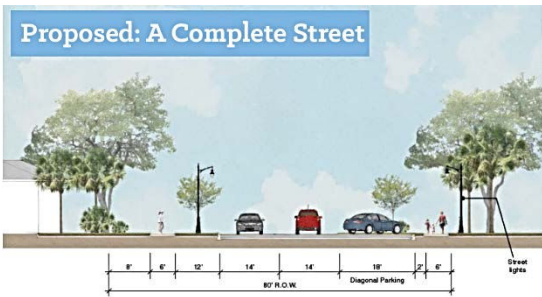 Proposed: A Complete Street
8' 6' 12' 14' 14' 18' 2' 6'
Diagonal Parking
80' R.O.W.
Street
lights